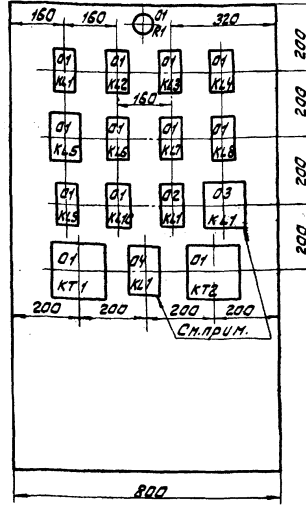 160 160 320
01
R1
200
01 01 01 01
KL1 KL2 KL3 KL4
200
160
01 01 01 01
KL5 KL6 KL7 KL8
200
01 01 02 03
KL9 KL10 KL1 KL1
200
01 04 01
KT1 KL1 KT2
200 200 200 200
См.прим.
800